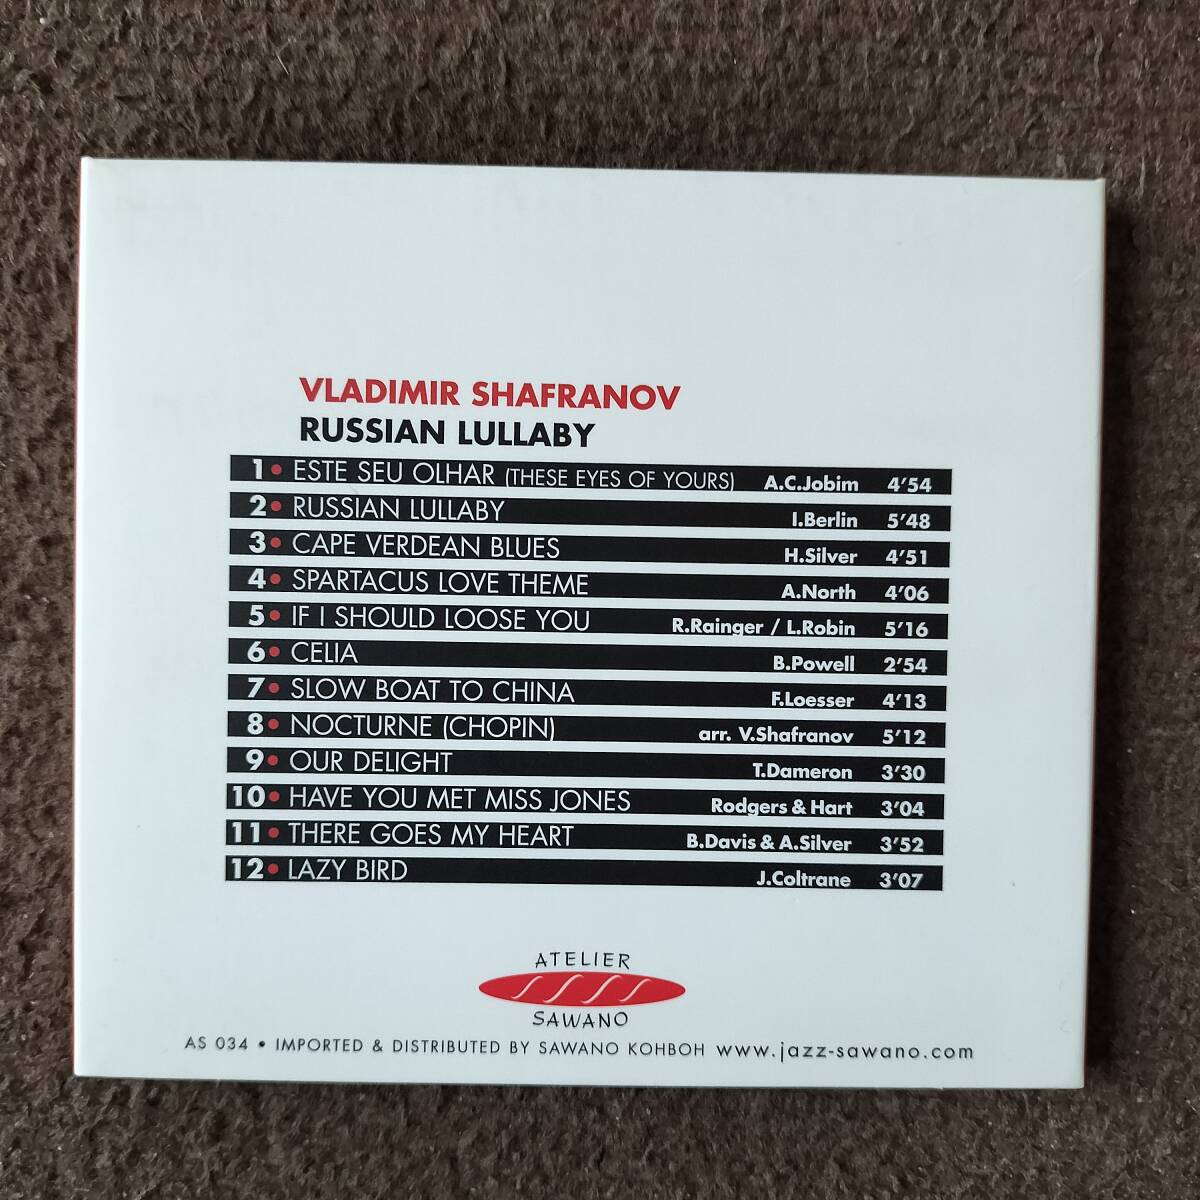 VLADIMIR SHAFRANOV
RUSSIAN LULLABY
1• ESTE SEU OLHAR (THESE EYES OF YOURS) A.C.Jobim 4'54
2• RUSSIAN LULLABY I.Berlin 5'48
3• CAPE VERDEAN BLUES H.Silver 4'51
4• SPARTACUS LOVE THEME A.North 4'06
5• IF I SHOULD LOOSE YOU R.Rainger / L.Robin 5'16
6• CELIA B.Powell 2'54
7• SLOW BOAT TO CHINA F.Loesser 4'13
8• NOCTURNE (CHOPIN) arr. V.Shafranov 5'12
9• OUR DELIGHT T.Dameron 3'30
10• HAVE YOU MET MISS JONES Rodgers & Hart 3'04
11• THERE GOES MY HEART B.Davis & A.Silver 3'52
12• LAZY BIRD J.Coltrane 3'07
ATELIER
SAWANO
AS 034 • IMPORTED & DISTRIBUTED BY SAWANO KOHBOH www.jazz-sawano.com